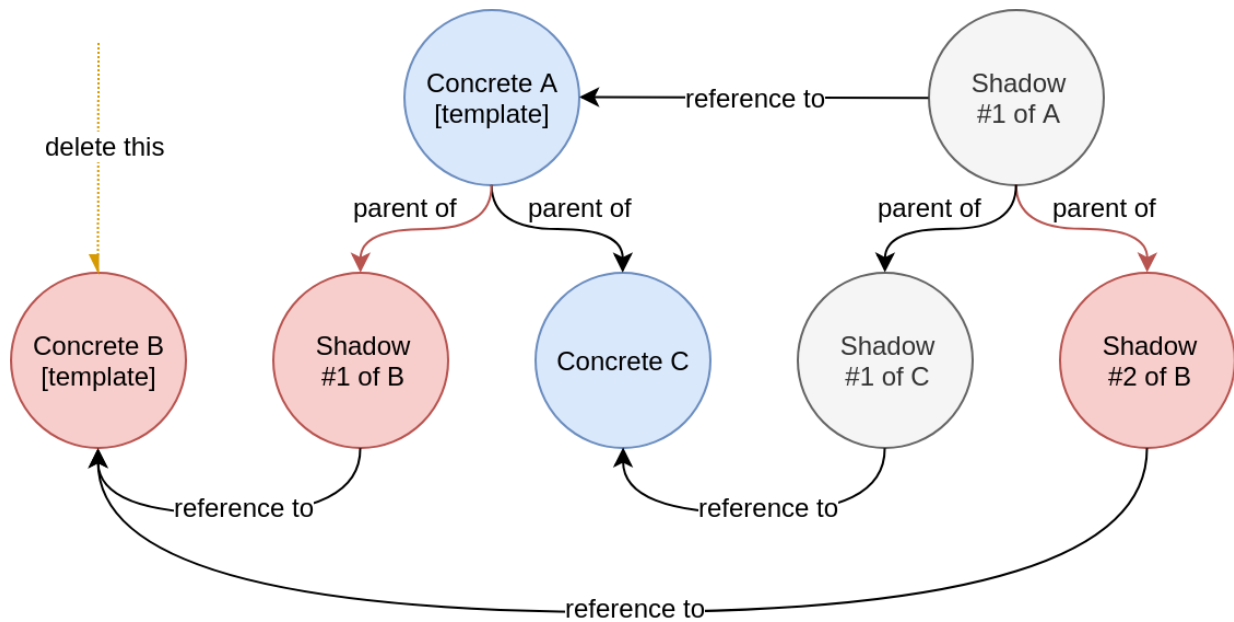 Concrete A
[template]
Shadow
#1 of A
reference to
delete this
parent of
parent of
parent of
parent of
Concrete B
[template]
Shadow
#1 of B
Concrete C
Shadow
#1 of C
Shadow
#2 of B
reference to
reference to
reference to